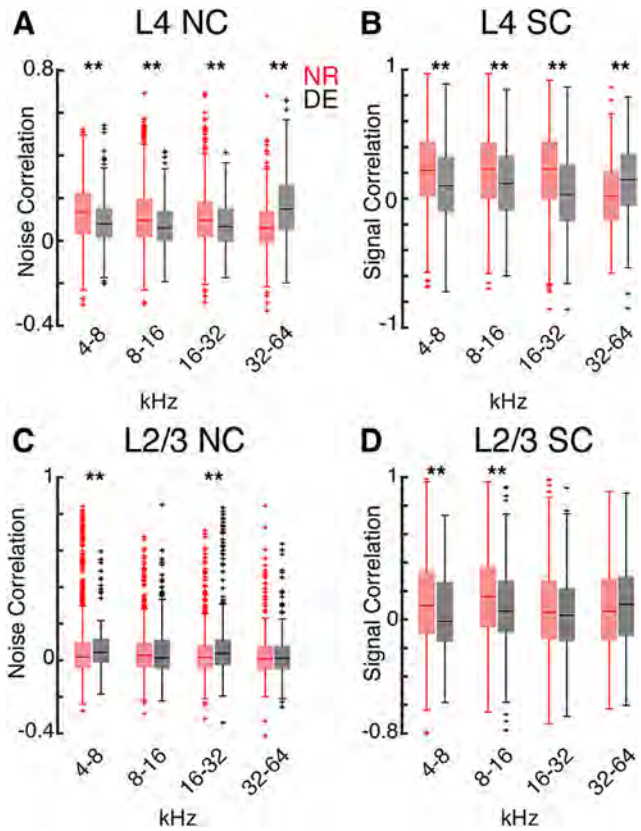 A L4 NC
** ** ** **
NR
DE
0.8
0
-0.4
Noise Correlation
4-8 8-16 16-32 32-64
kHz
B L4 SC
** ** ** **
1
0
-1
Signal Correlation
4-8 8-16 16-32 32-64
kHz
C L2/3 NC
** **
1
0
-0.4
Noise Correlation
4-8 8-16 16-32 32-64
kHz
D L2/3 SC
** **
1
0
-0.8
Signal Correlation
4-8 8-16 16-32 32-64
kHz